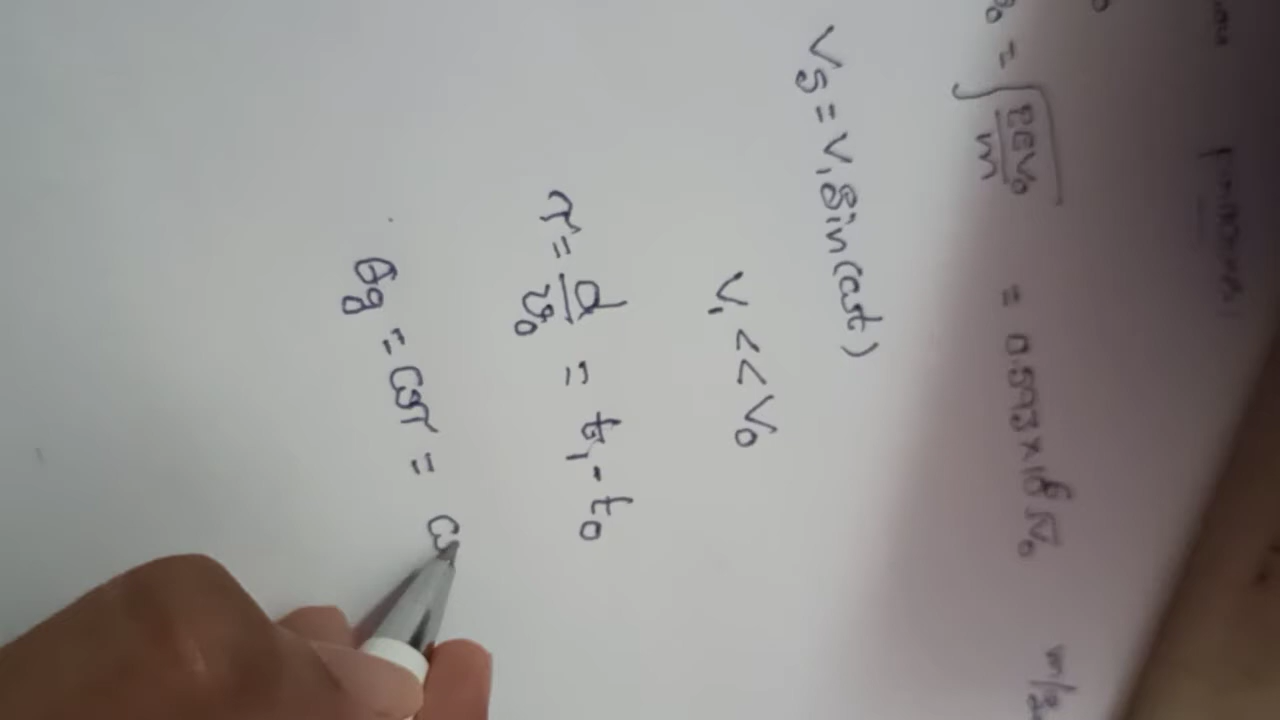 v₀ = √(2eV₀/m) = 0.593×10⁶ √V₀ m/s
Vs = V₁ sin(ωt)
V₁ << V₀
τ = d/v₀ = t₁ - t₀
θg = ωτ = ω